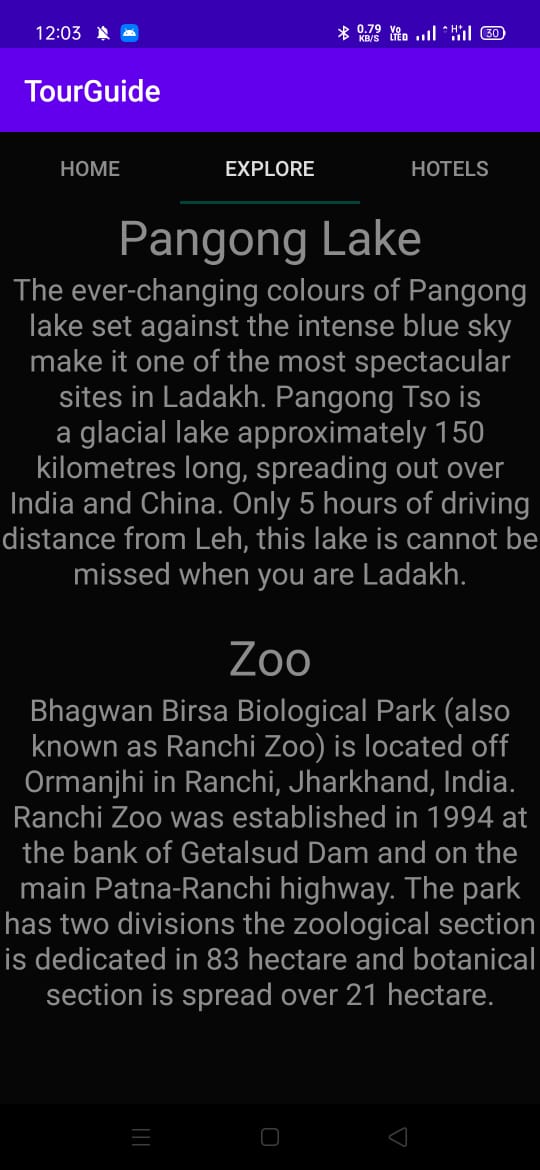 12:03 0.79 KB/S Vo LTED H+ 30
TourGuide
HOME EXPLORE HOTELS
Pangong Lake
The ever-changing colours of Pangong
lake set against the intense blue sky
make it one of the most spectacular
sites in Ladakh. Pangong Tso is
a glacial lake approximately 150
kilometres long, spreading out over
India and China. Only 5 hours of driving
distance from Leh, this lake is cannot be
missed when you are Ladakh.
Zoo
Bhagwan Birsa Biological Park (also
known as Ranchi Zoo) is located off
Ormanjhi in Ranchi, Jharkhand, India.
Ranchi Zoo was established in 1994 at
the bank of Getalsud Dam and on the
main Patna-Ranchi highway. The park
has two divisions the zoological section
is dedicated in 83 hectare and botanical
section is spread over 21 hectare.